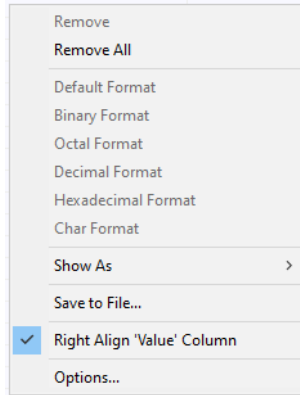 Remove
Remove All
Default Format
Binary Format
Octal Format
Decimal Format
Hexadecimal Format
Char Format
Show As
Save to File...
Right Align 'Value' Column
Options...